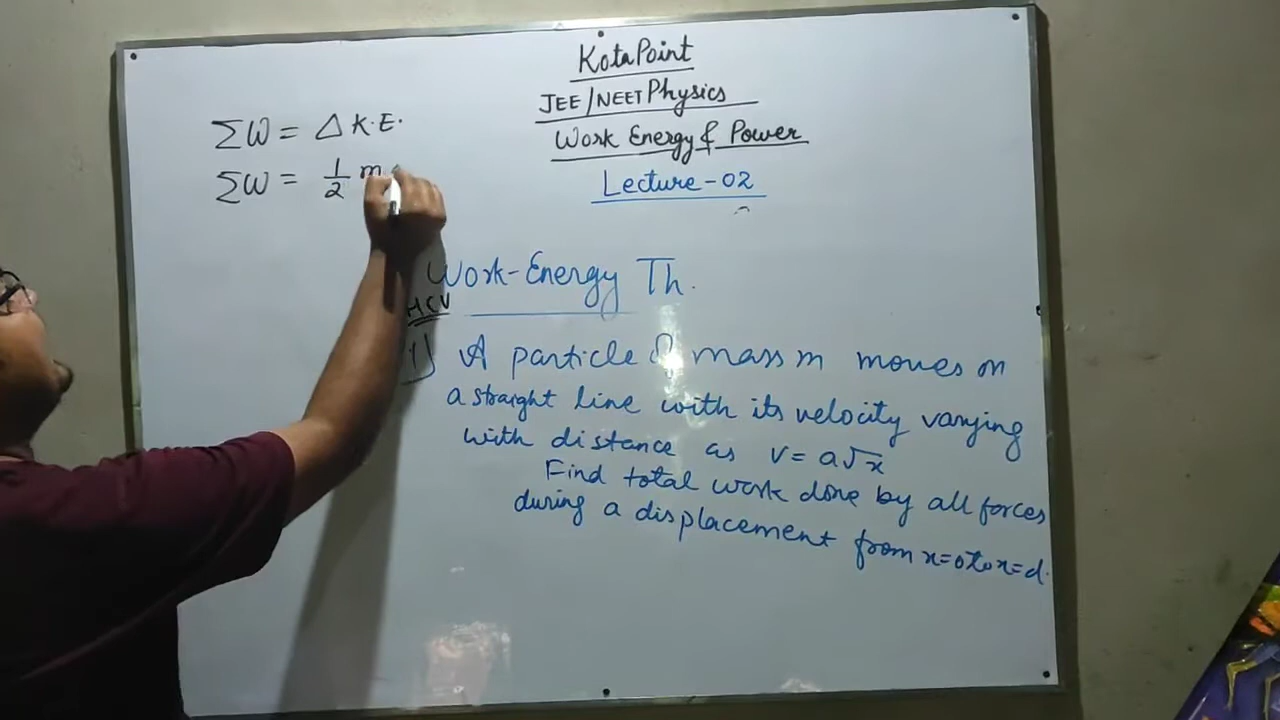 KotaPoint
JEE/NEET Physics
Work Energy & Power
Lecture-02
ΣW = Δ K.E.
ΣW = 1/2 m
Work-Energy Th.
HCV
1) A particle of mass m moves on
a straight line with its velocity varying
with distance as v = a√x
Find total work done by all forces
during a displacement from x=0 to x=d.